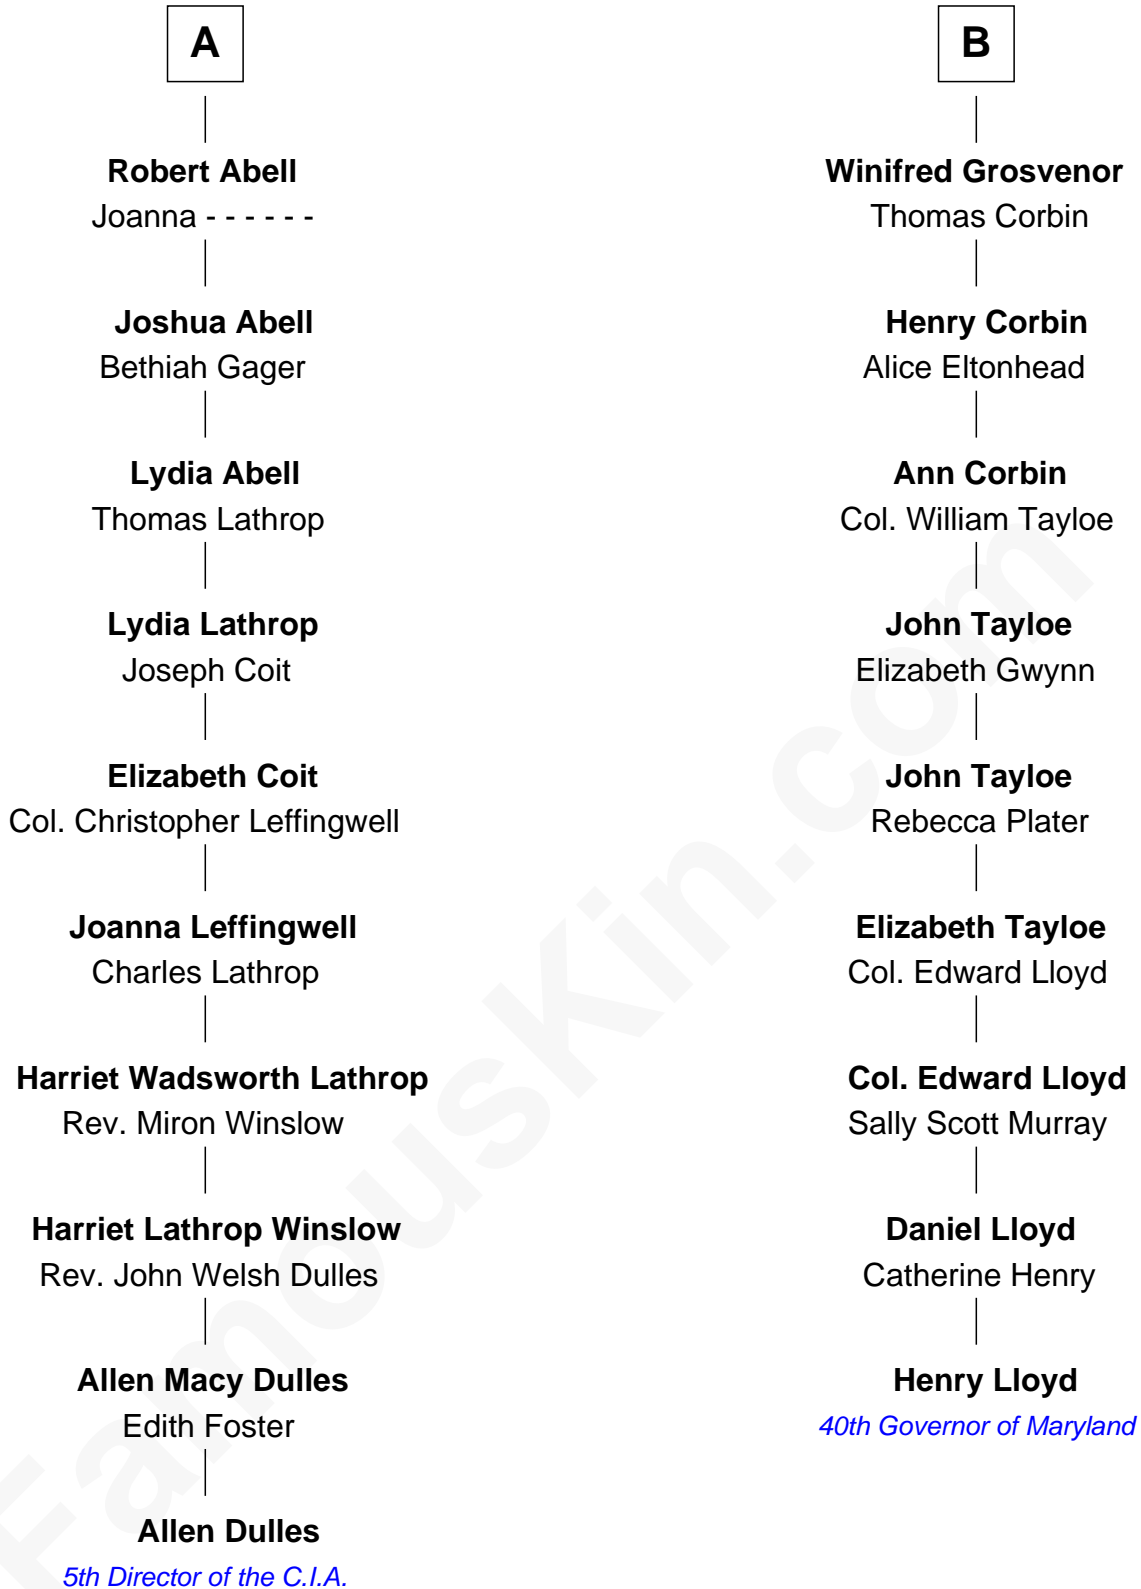 A
Robert Abell
Joanna - - - - - -
Joshua Abell
Bethiah Gager
Lydia Abell
Thomas Lathrop
Lydia Lathrop
Joseph Coit
Elizabeth Coit
Col. Christopher Leffingwell
Joanna Leffingwell
Charles Lathrop
Harriet Wadsworth Lathrop
Rev. Miron Winslow
Harriet Lathrop Winslow
Rev. John Welsh Dulles
Allen Macy Dulles
Edith Foster
Allen Dulles
5th Director of the C.I.A.
B
Winifred Grosvenor
Thomas Corbin
Henry Corbin
Alice Eltonhead
Ann Corbin
Col. William Tayloe
John Tayloe
Elizabeth Gwynn
John Tayloe
Rebecca Plater
Elizabeth Tayloe
Col. Edward Lloyd
Col. Edward Lloyd
Sally Scott Murray
Daniel Lloyd
Catherine Henry
Henry Lloyd
40th Governor of Maryland
FamousKin.com